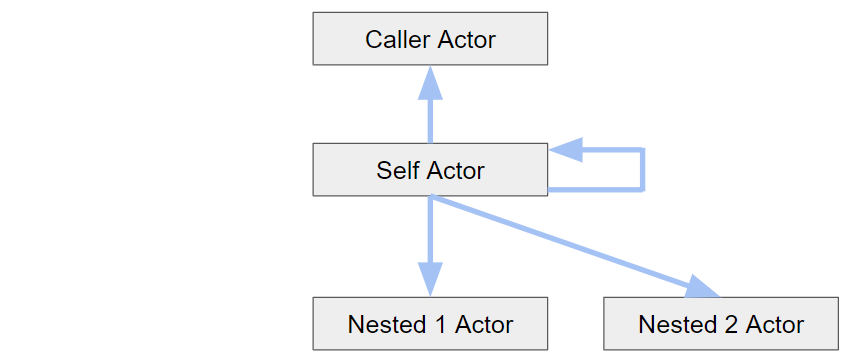 Caller Actor
Self Actor
Nested 1 Actor
Nested 2 Actor